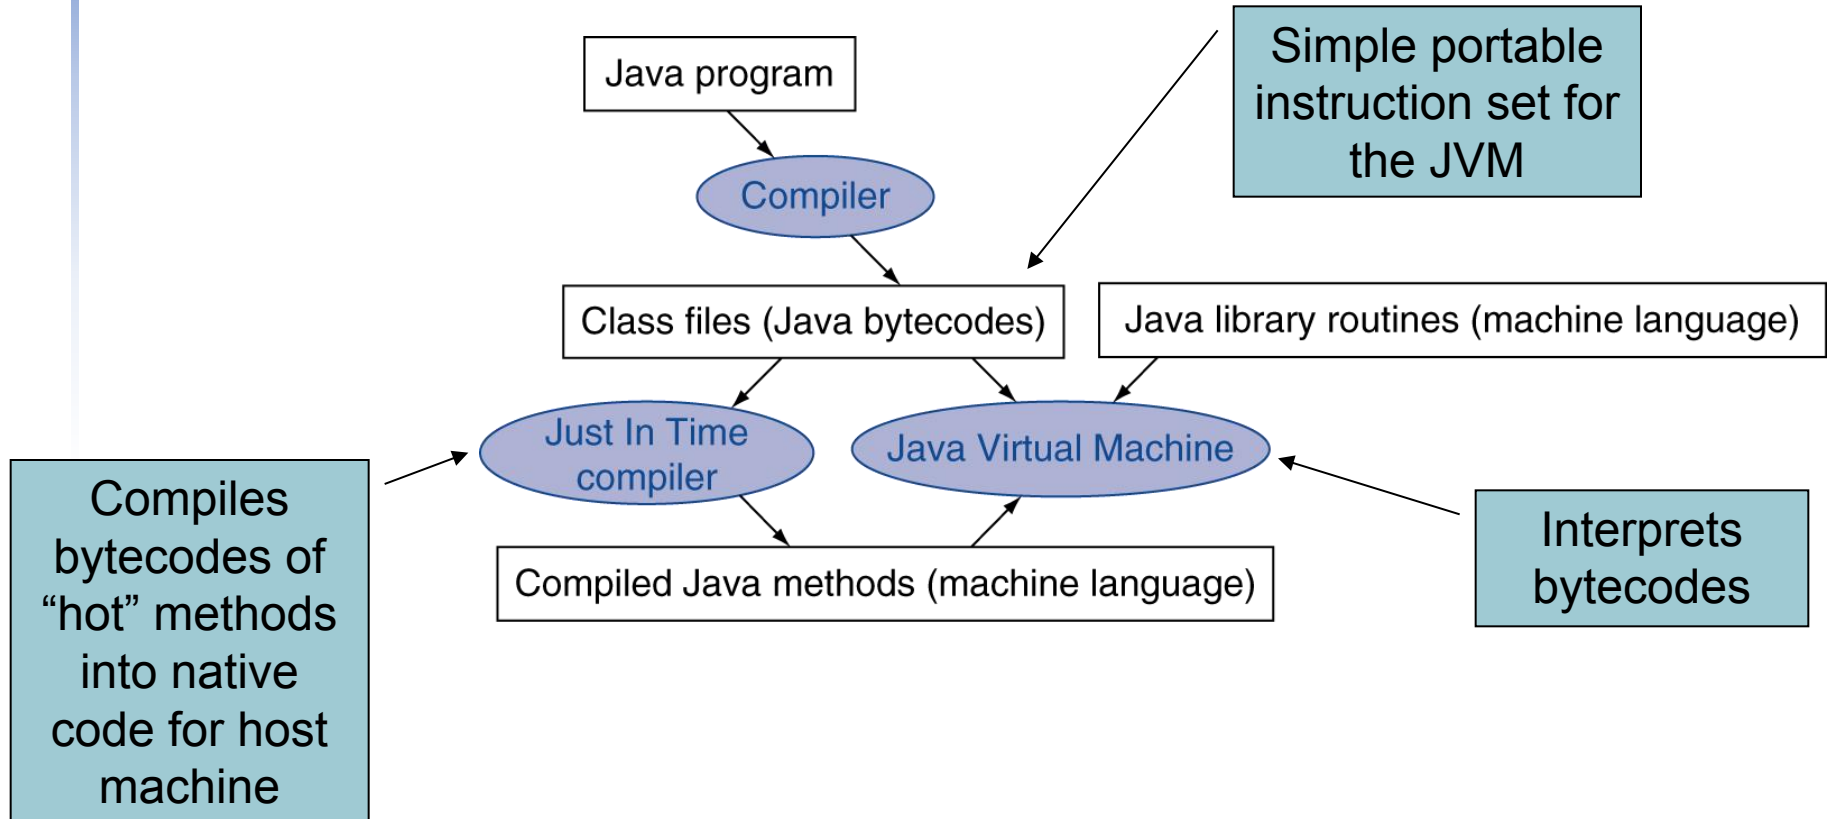 Java program
Simple portable
instruction set for
the JVM
Compiler
Class files (Java bytecodes)
Java library routines (machine language)
Just In Time
compiler
Java Virtual Machine
Compiles
bytecodes of
“hot” methods
into native
code for host
machine
Interprets
bytecodes
Compiled Java methods (machine language)